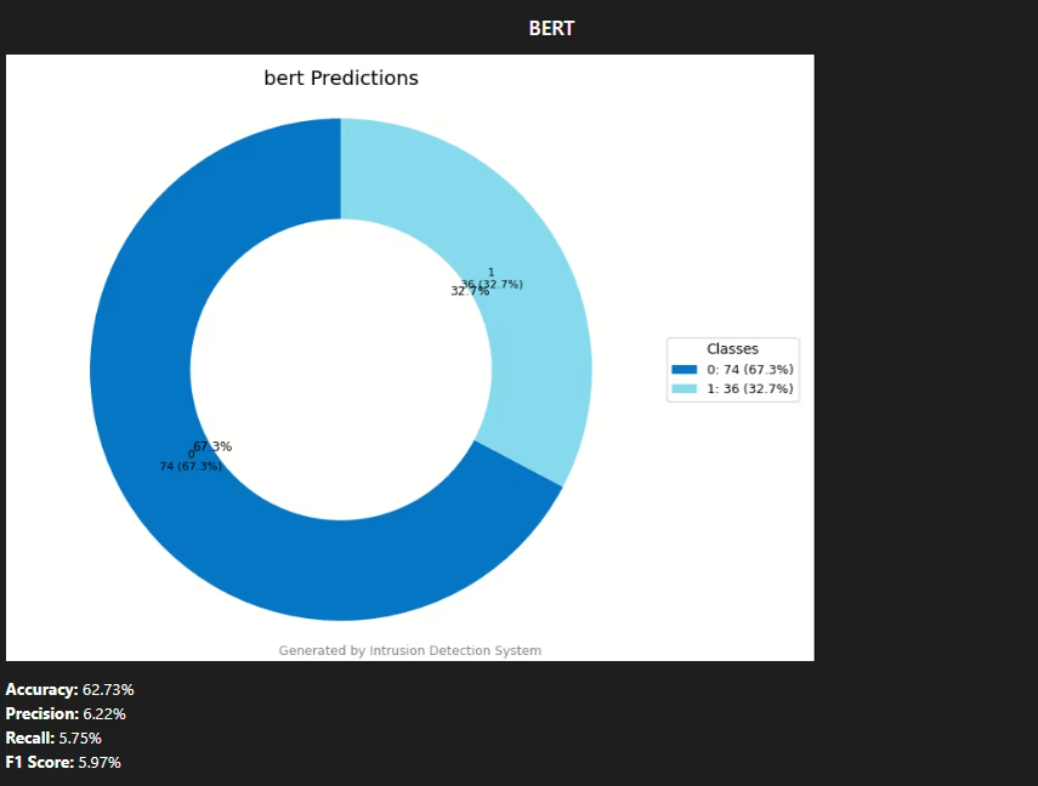 BERT
bert Predictions
1
36 (32.7%)
32.7%
67.3%
0
74 (67.3%)
Classes
0: 74 (67.3%)
1: 36 (32.7%)
Generated by Intrusion Detection System
Accuracy: 62.73%
Precision: 6.22%
Recall: 5.75%
F1 Score: 5.97%